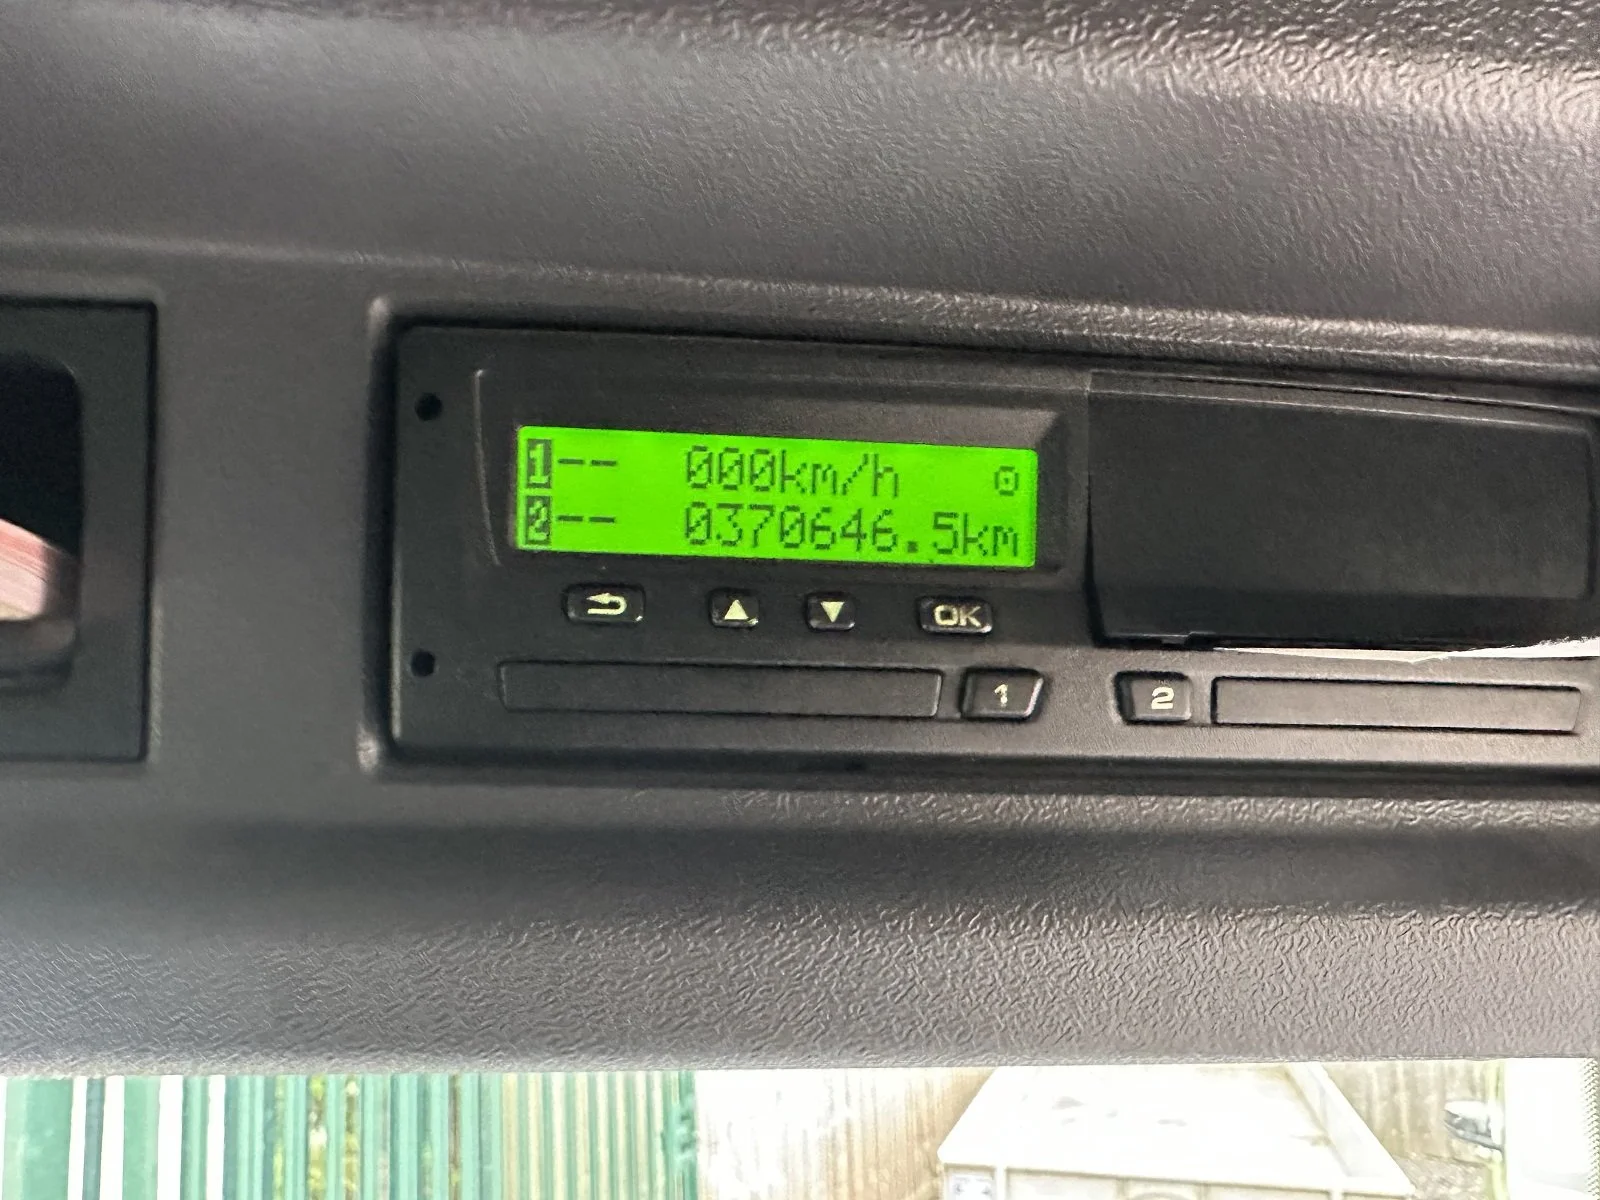 1-- 000km/h ⊙
2-- 0370646.5km
▲ ▼ OK
1 2